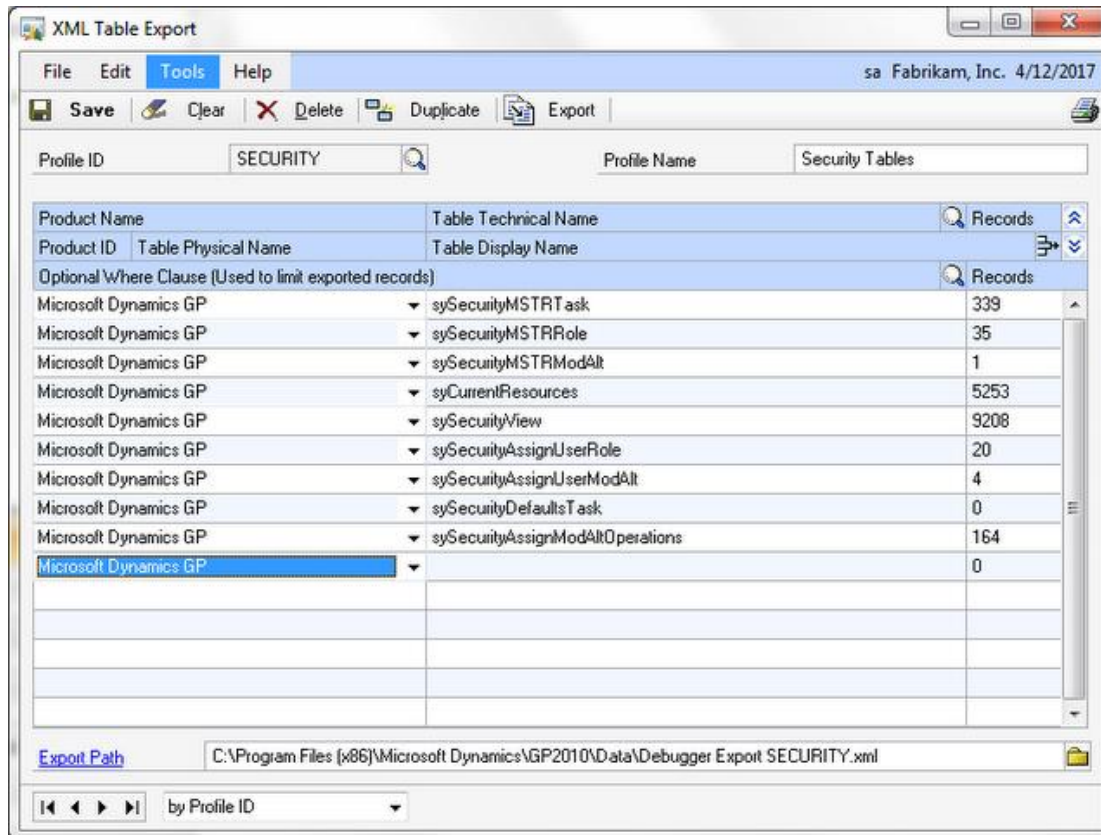 XML Table Export
File Edit Tools Help sa Fabrikam, Inc. 4/12/2017
Save Clear Delete Duplicate Export
Profile ID SECURITY Profile Name Security Tables
Product Name Table Technical Name Records
Product ID Table Physical Name Table Display Name
Optional Where Clause (Used to limit exported records) Records
Microsoft Dynamics GP sySecurityMSTRTask 339
Microsoft Dynamics GP sySecurityMSTRRole 35
Microsoft Dynamics GP sySecurityMSTRModAlt 1
Microsoft Dynamics GP syCurrentResources 5253
Microsoft Dynamics GP sySecurityView 9208
Microsoft Dynamics GP sySecurityAssignUserRole 20
Microsoft Dynamics GP sySecurityAssignUserModAlt 4
Microsoft Dynamics GP sySecurityDefaultsTask 0
Microsoft Dynamics GP sySecurityAssignModAltOperations 164
Microsoft Dynamics GP 0
Export Path C:\Program Files (x86)\Microsoft Dynamics\GP2010\Data\Debugger Export SECURITY.xml
by Profile ID